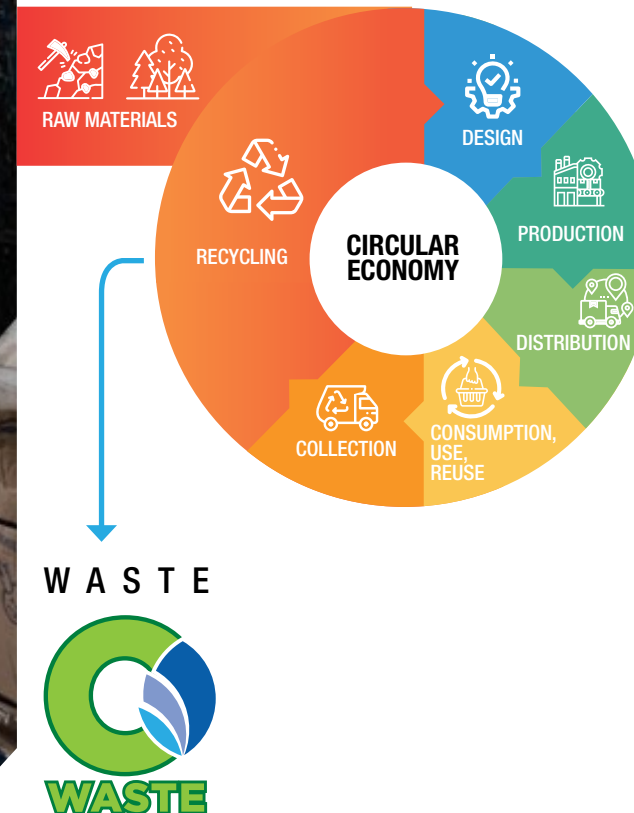 RAW MATERIALS
DESIGN
PRODUCTION
RECYCLING
CIRCULAR
ECONOMY
DISTRIBUTION
CONSUMPTION,
USE,
REUSE
COLLECTION
WASTE
WASTE